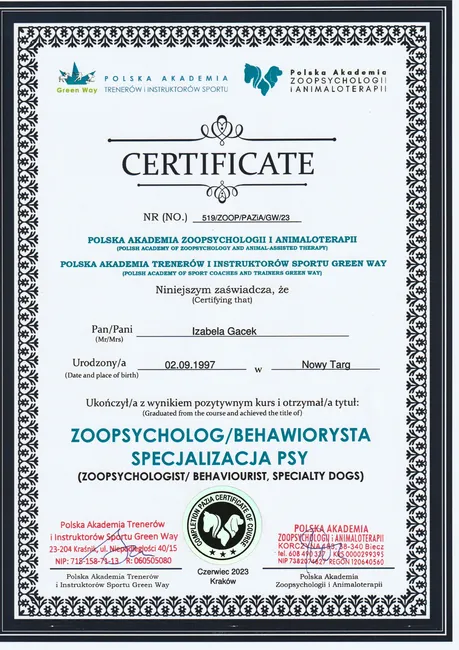 Green Way
POLSKA AKADEMIA
TRENERÓW i INSTRUKTORÓW SPORTU
Polska Akademia
ZOOPSYCHOLOGII
i ANIMALOTERAPII
CERTIFICATE
NR (NO.) 519/ZOOP/PAZiA/GW/23
POLSKA AKADEMIA ZOOPSYCHOLOGII I ANIMALOTERAPII
(POLISH ACADEMY OF ZOOPSYCHOLOGY AND ANIMAL-ASSISTED THERAPY)
POLSKA AKADEMIA TRENERÓW I INSTRUKTORÓW SPORTU GREEN WAY
(POLISH ACADEMY OF SPORT COACHES AND TRAINERS GREEN WAY)
Niniejszym zaświadcza, że
(Certifying that)
Pan/Pani Izabela Gacek
(Mr/Mrs)
Urodzony/a 02.09.1997 w Nowy Targ
(Date and place of birth)
Ukończył/a z wynikiem pozytywnym kurs i otrzymał/a tytuł:
(Graduated from the course and achieved the title of)
ZOOPSYCHOLOG/BEHAWIORYSTA
SPECJALIZACJA PSY
(ZOOPSYCHOLOGIST/ BEHAVIOURIST, SPECIALTY DOGS)
Polska Akademia Trenerów
i Instruktorów Sportu Green Way
23-204 Kraśnik, ul. Niepodległości 40/15
NIP: 715-158-71-13 R: 060505080
Polska Akademia Trenerów
i Instruktorów Sportu Green Way
COMPLETION PAZIA CERTIFICATE OF COURSE
Czerwiec 2023
Kraków
POLSKA AKADEMIA
ZOOPSYCHOLOGII i ANIMALOTERAPII
KORCZYNA 38-340 Biecz
tel. 608 KRS 0000299395
NIP 7382074627 REGON 120640560
Polska Akademia
Zoopsychologii i Animaloterapii